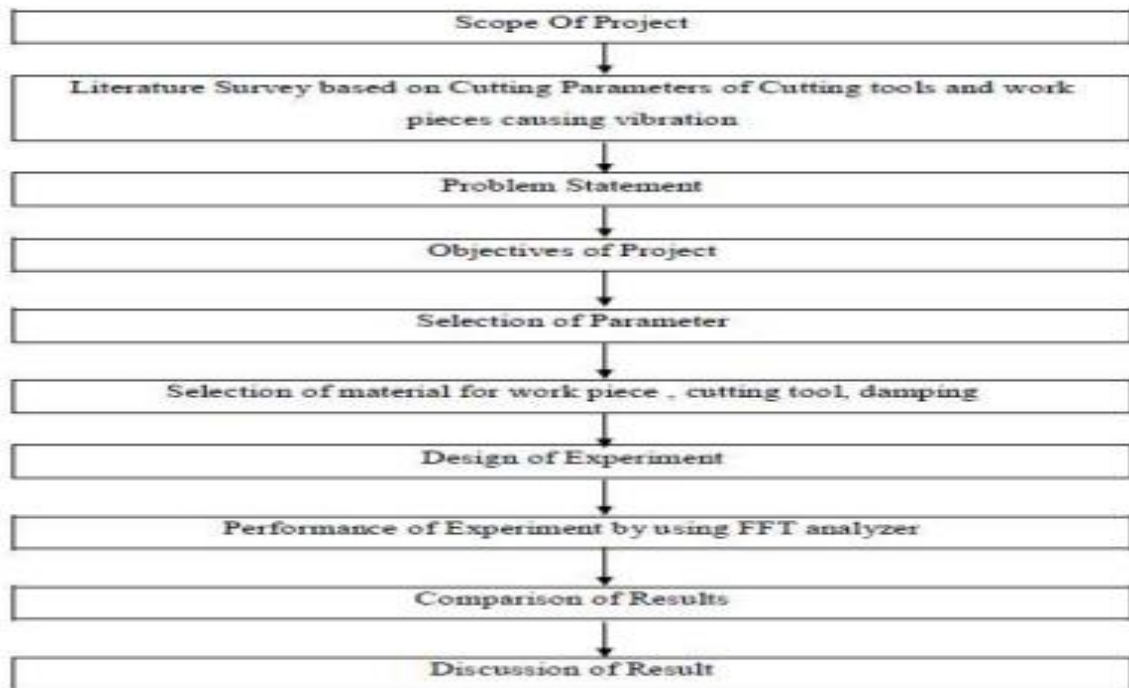 Scope Of Project
Literature Survey based on Cutting Parameters of Cutting tools and work
pieces causing vibration
Problem Statement
Objectives of Project
Selection of Parameter
Selection of material for work piece , cutting tool, damping
Design of Experiment
Performance of Experiment by using FFT analyzer
Comparison of Results
Discussion of Result